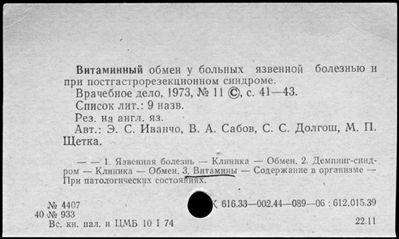 Витаминный обмен у больных язвенной болезнью и
при постгастрорезекционном синдроме.
Врачебное дело, 1973, № 11 ©, с. 41—43.
Список лит.: 9 назв.
Рез. на англ. яз.
Авт.: Э. С. Иванчо, В. А. Сабов, С. С. Долгош, М. П.
Щетка.
— — 1. Язвенная болезнь — Клиника — Обмен. 2. Демпинг-синд-
ром — Клиника — Обмен. 3. Витамины — Содержание в организме —
При патологических состояниях.
№ 4407
40 № 933
Вс. кн. пал. и ЦМБ 10 I 74
К 616.33—002.44—089—06 : 612.015.39
22.11